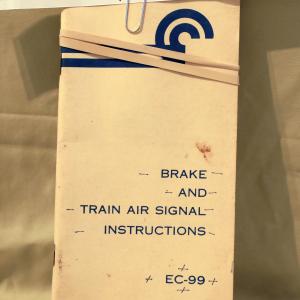 BRAKE
AND
TRAIN AIR SIGNAL
INSTRUCTIONS
EC-99